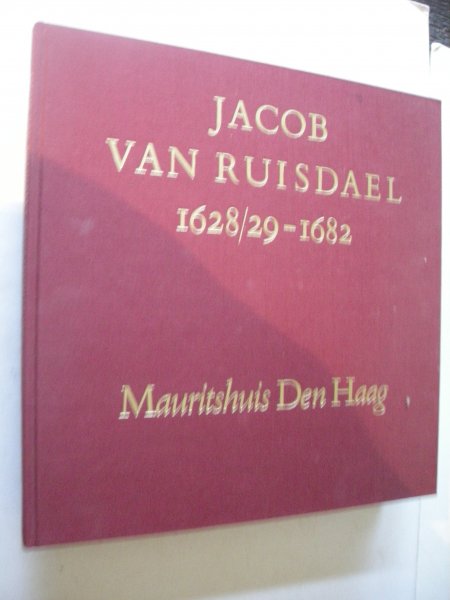 JACOB
VAN RUISDAEL
1628/29-1682
Mauritshuis Den Haag